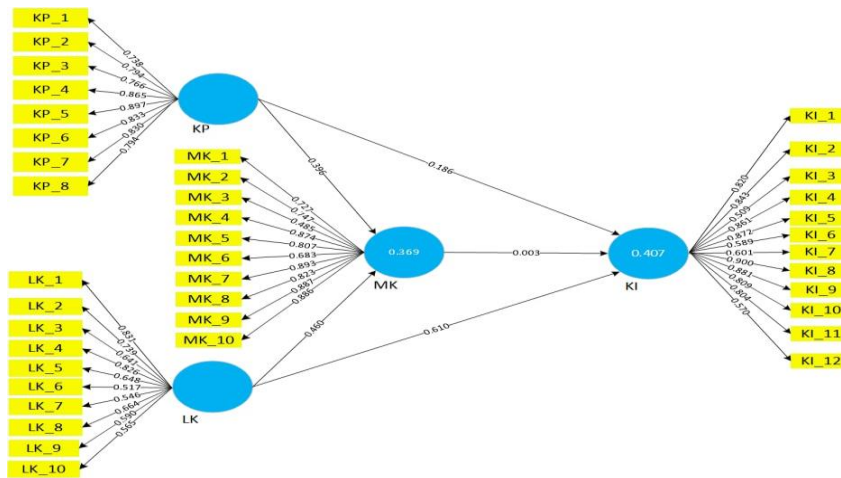 KP_1
KP_2
KP_3
KP_4
KP_5
KP_6
KP_7
KP_8
0.738
0.794
0.766
0.865
0.897
0.833
0.830
0.794
KP
0.396
0.186
MK_1
MK_2
MK_3
MK_4
MK_5
MK_6
MK_7
MK_8
MK_9
MK_10
0.727
0.747
0.485
0.874
0.807
0.683
0.893
0.823
0.887
0.886
0.369
MK
0.003
0.407
KI
KI_1
KI_2
KI_3
KI_4
KI_5
KI_6
KI_7
KI_8
KI_9
KI_10
KI_11
KI_12
0.820
0.843
0.509
0.861
0.872
0.589
0.601
0.900
0.881
0.809
0.804
0.570
LK_1
LK_2
LK_3
LK_4
LK_5
LK_6
LK_7
LK_8
LK_9
LK_10
0.831
0.739
0.641
0.826
0.648
0.517
0.546
0.664
0.590
0.565
LK
0.460
0.610